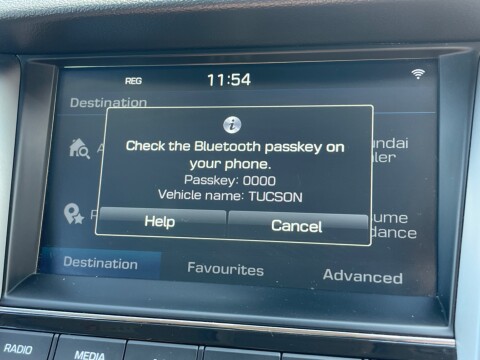 REG 11:54
Destination
Check the Bluetooth passkey on
your phone.
Passkey: 0000
Vehicle name: TUCSON
Help Cancel
Destination Favourites Advanced
RADIO MEDIA